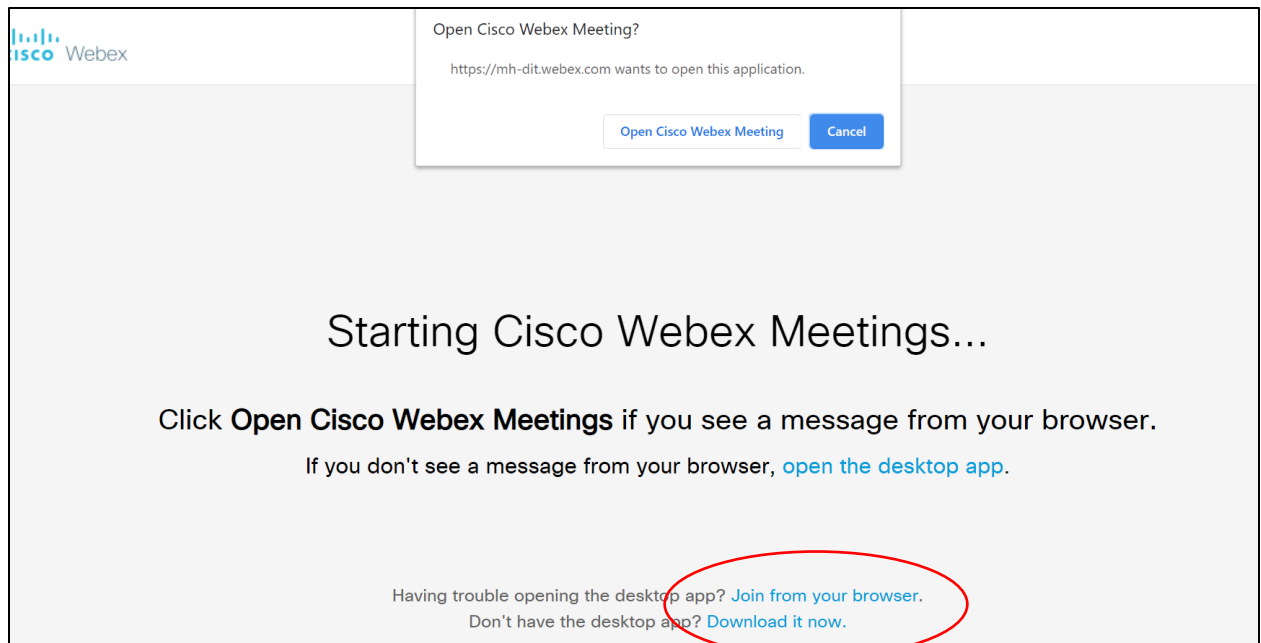 Open Cisco Webex Meeting?
cisco Webex
https://mh-dit.webex.com wants to open this application.
Open Cisco Webex Meeting
Cancel
Starting Cisco Webex Meetings...
Click Open Cisco Webex Meetings if you see a message from your browser.
If you don't see a message from your browser, open the desktop app.
Having trouble opening the desktop app? Join from your browser.
Don't have the desktop app? Download it now.